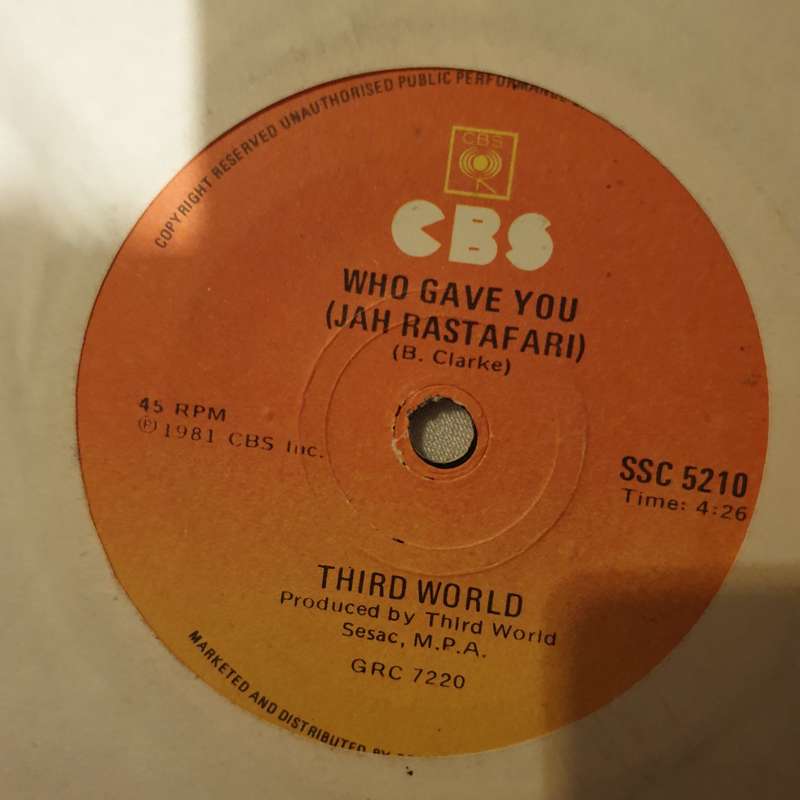 COPYRIGHT RESERVED UNAUTHORISED PUBLIC PERFORMANCE
CBS
CBS
WHO GAVE YOU
(JAH RASTAFARI)
(B. Clarke)
45 RPM
℗ 1981 CBS Inc.
SSC 5210
Time: 4:26
THIRD WORLD
Produced by Third World
Sesac, M.P.A.
GRC 7220
MARKETED AND DISTRIBUTED BY